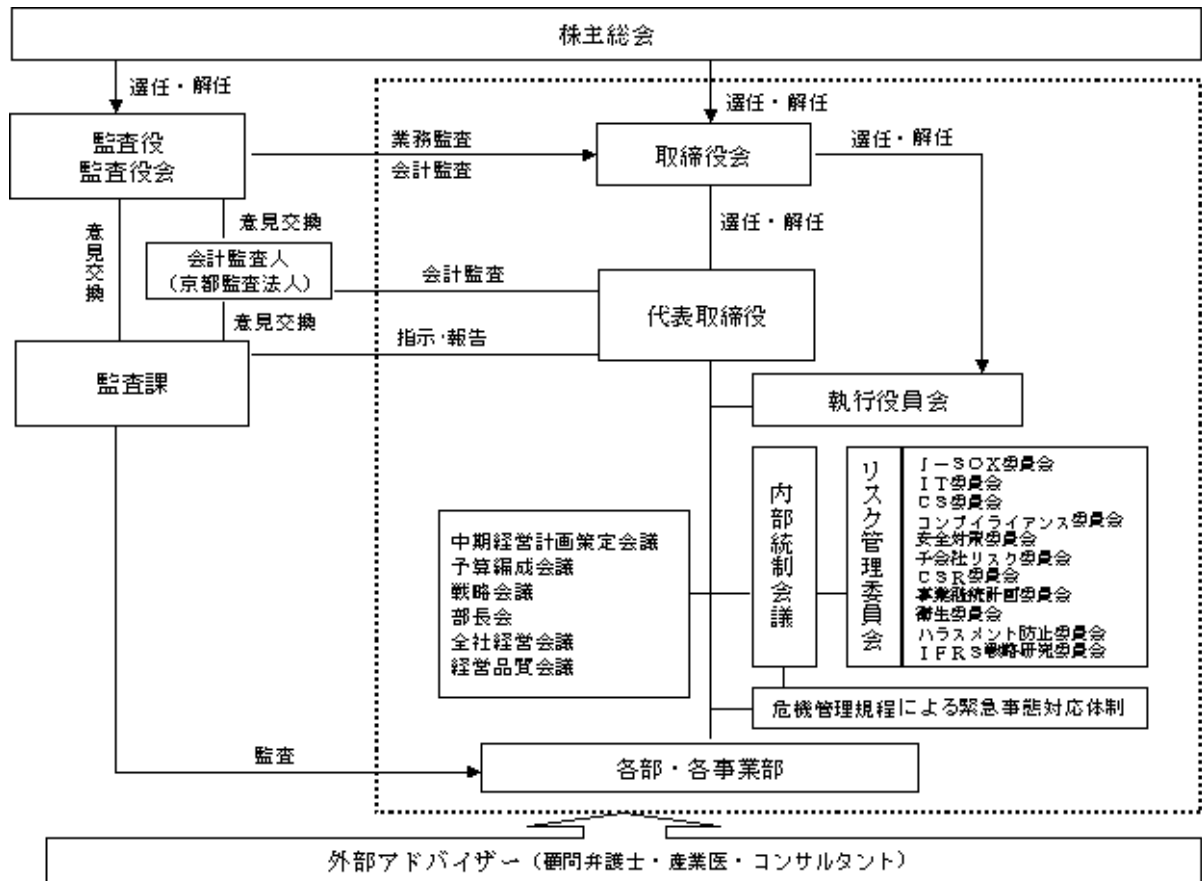 株主総会
選任・解任
選任・解任
監査役
監査役会
業務監査
会計監査
取締役会
選任・解任
意見交換
意見交換
選任・解任
会計監査人
(京都監査法人)
会計監査
代表取締役
意見交換
指示・報告
監査課
執行役員会
内部統制会議
リスク管理委員会
J-SOX委員会
IT委員会
CS委員会
コンプイライアンス委員会
安全対策委員会
子会社リスク委員会
CSR委員会
事業継続計画委員会
衛生委員会
ハラスメント防止委員会
IFRS戦略研究委員会
中期経営計画策定会議
予算編成会議
戦略会議
部長会
全社経営会議
経営品質会議
危機管理規程による緊急事態対応体制
監査
各部・各事業部
外部アドバイザー(顧問弁護士・産業医・コンサルタント)